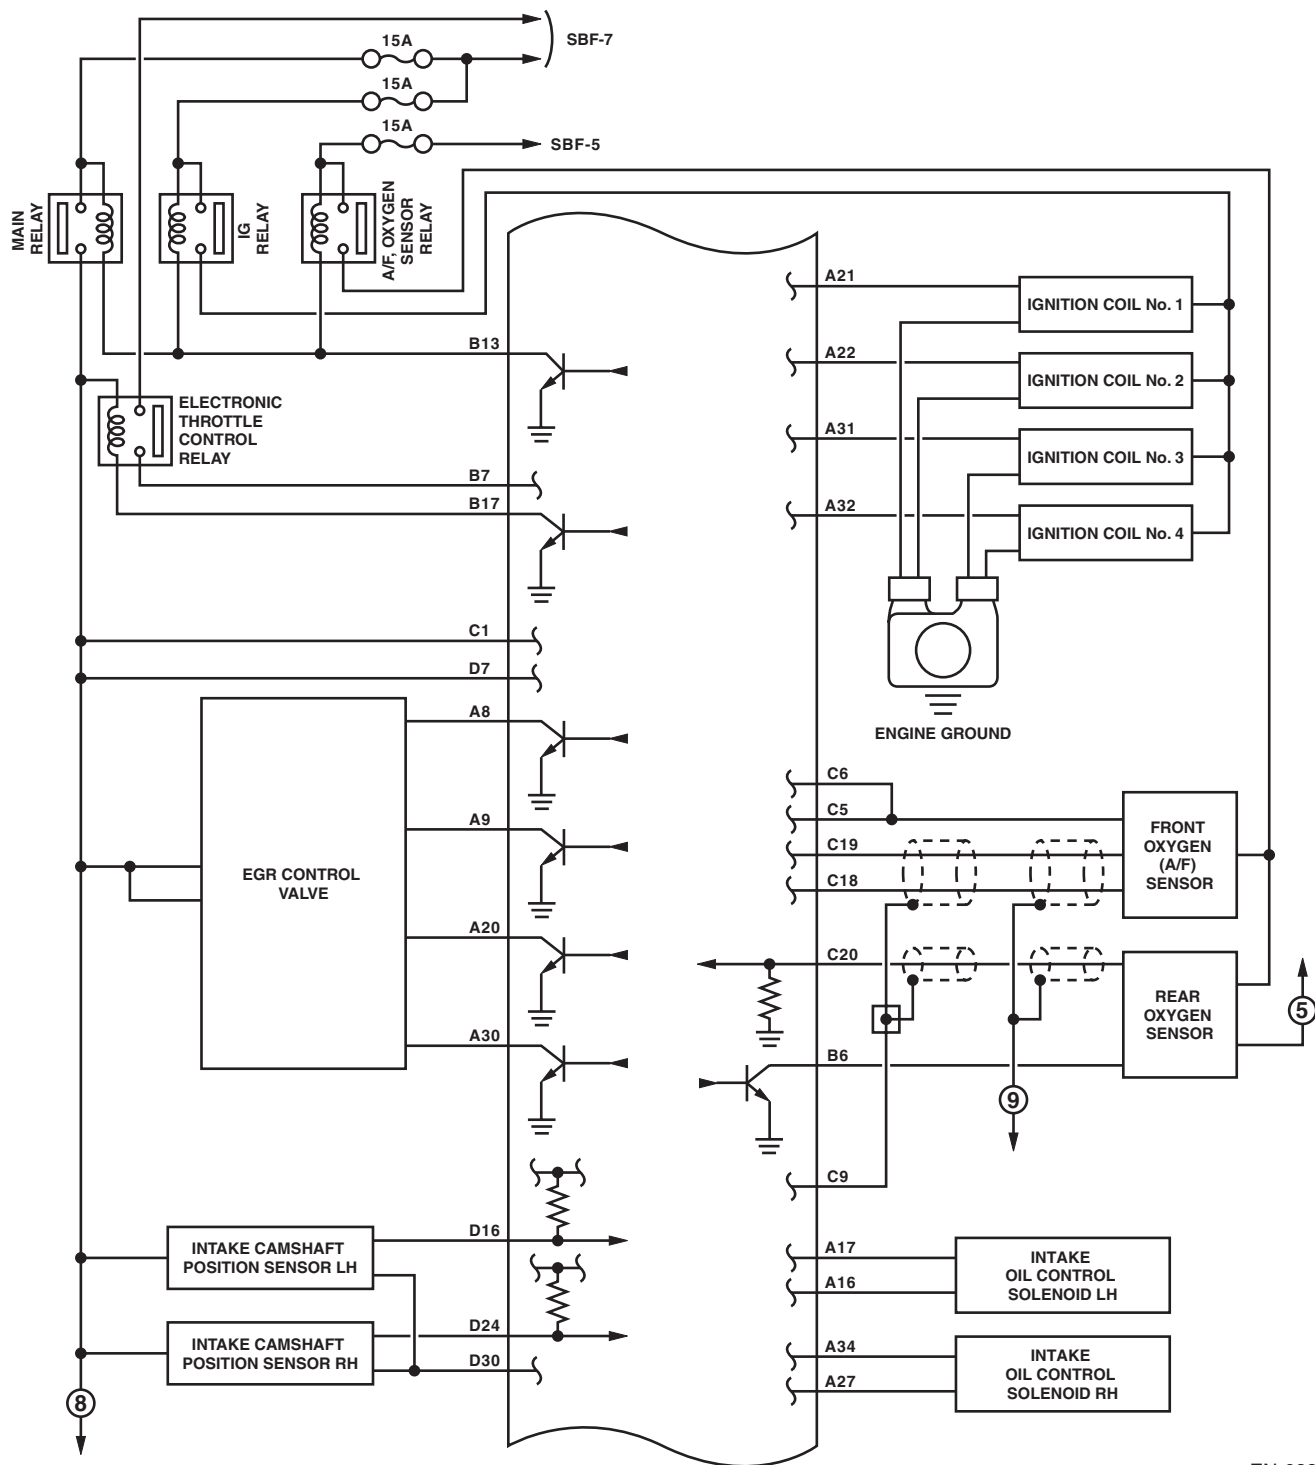 15A
SBF-7
15A
15A
SBF-5
MAIN
RELAY
IG
RELAY
A/F, OXYGEN
SENSOR
RELAY
B13
ELECTRONIC
THROTTLE
CONTROL
RELAY
B7
B17
C1
D7
EGR CONTROL
VALVE
A8
A9
A20
A30
INTAKE CAMSHAFT
POSITION SENSOR LH
D16
INTAKE CAMSHAFT
POSITION SENSOR RH
D24
D30
8
A21
IGNITION COIL No. 1
A22
IGNITION COIL No. 2
A31
IGNITION COIL No. 3
A32
IGNITION COIL No. 4
ENGINE GROUND
C6
C5
C19
C18
FRONT
OXYGEN
(A/F)
SENSOR
C20
REAR
OXYGEN
SENSOR
5
B6
9
C9
A17
A16
INTAKE
OIL CONTROL
SOLENOID LH
A34
A27
INTAKE
OIL CONTROL
SOLENOID RH